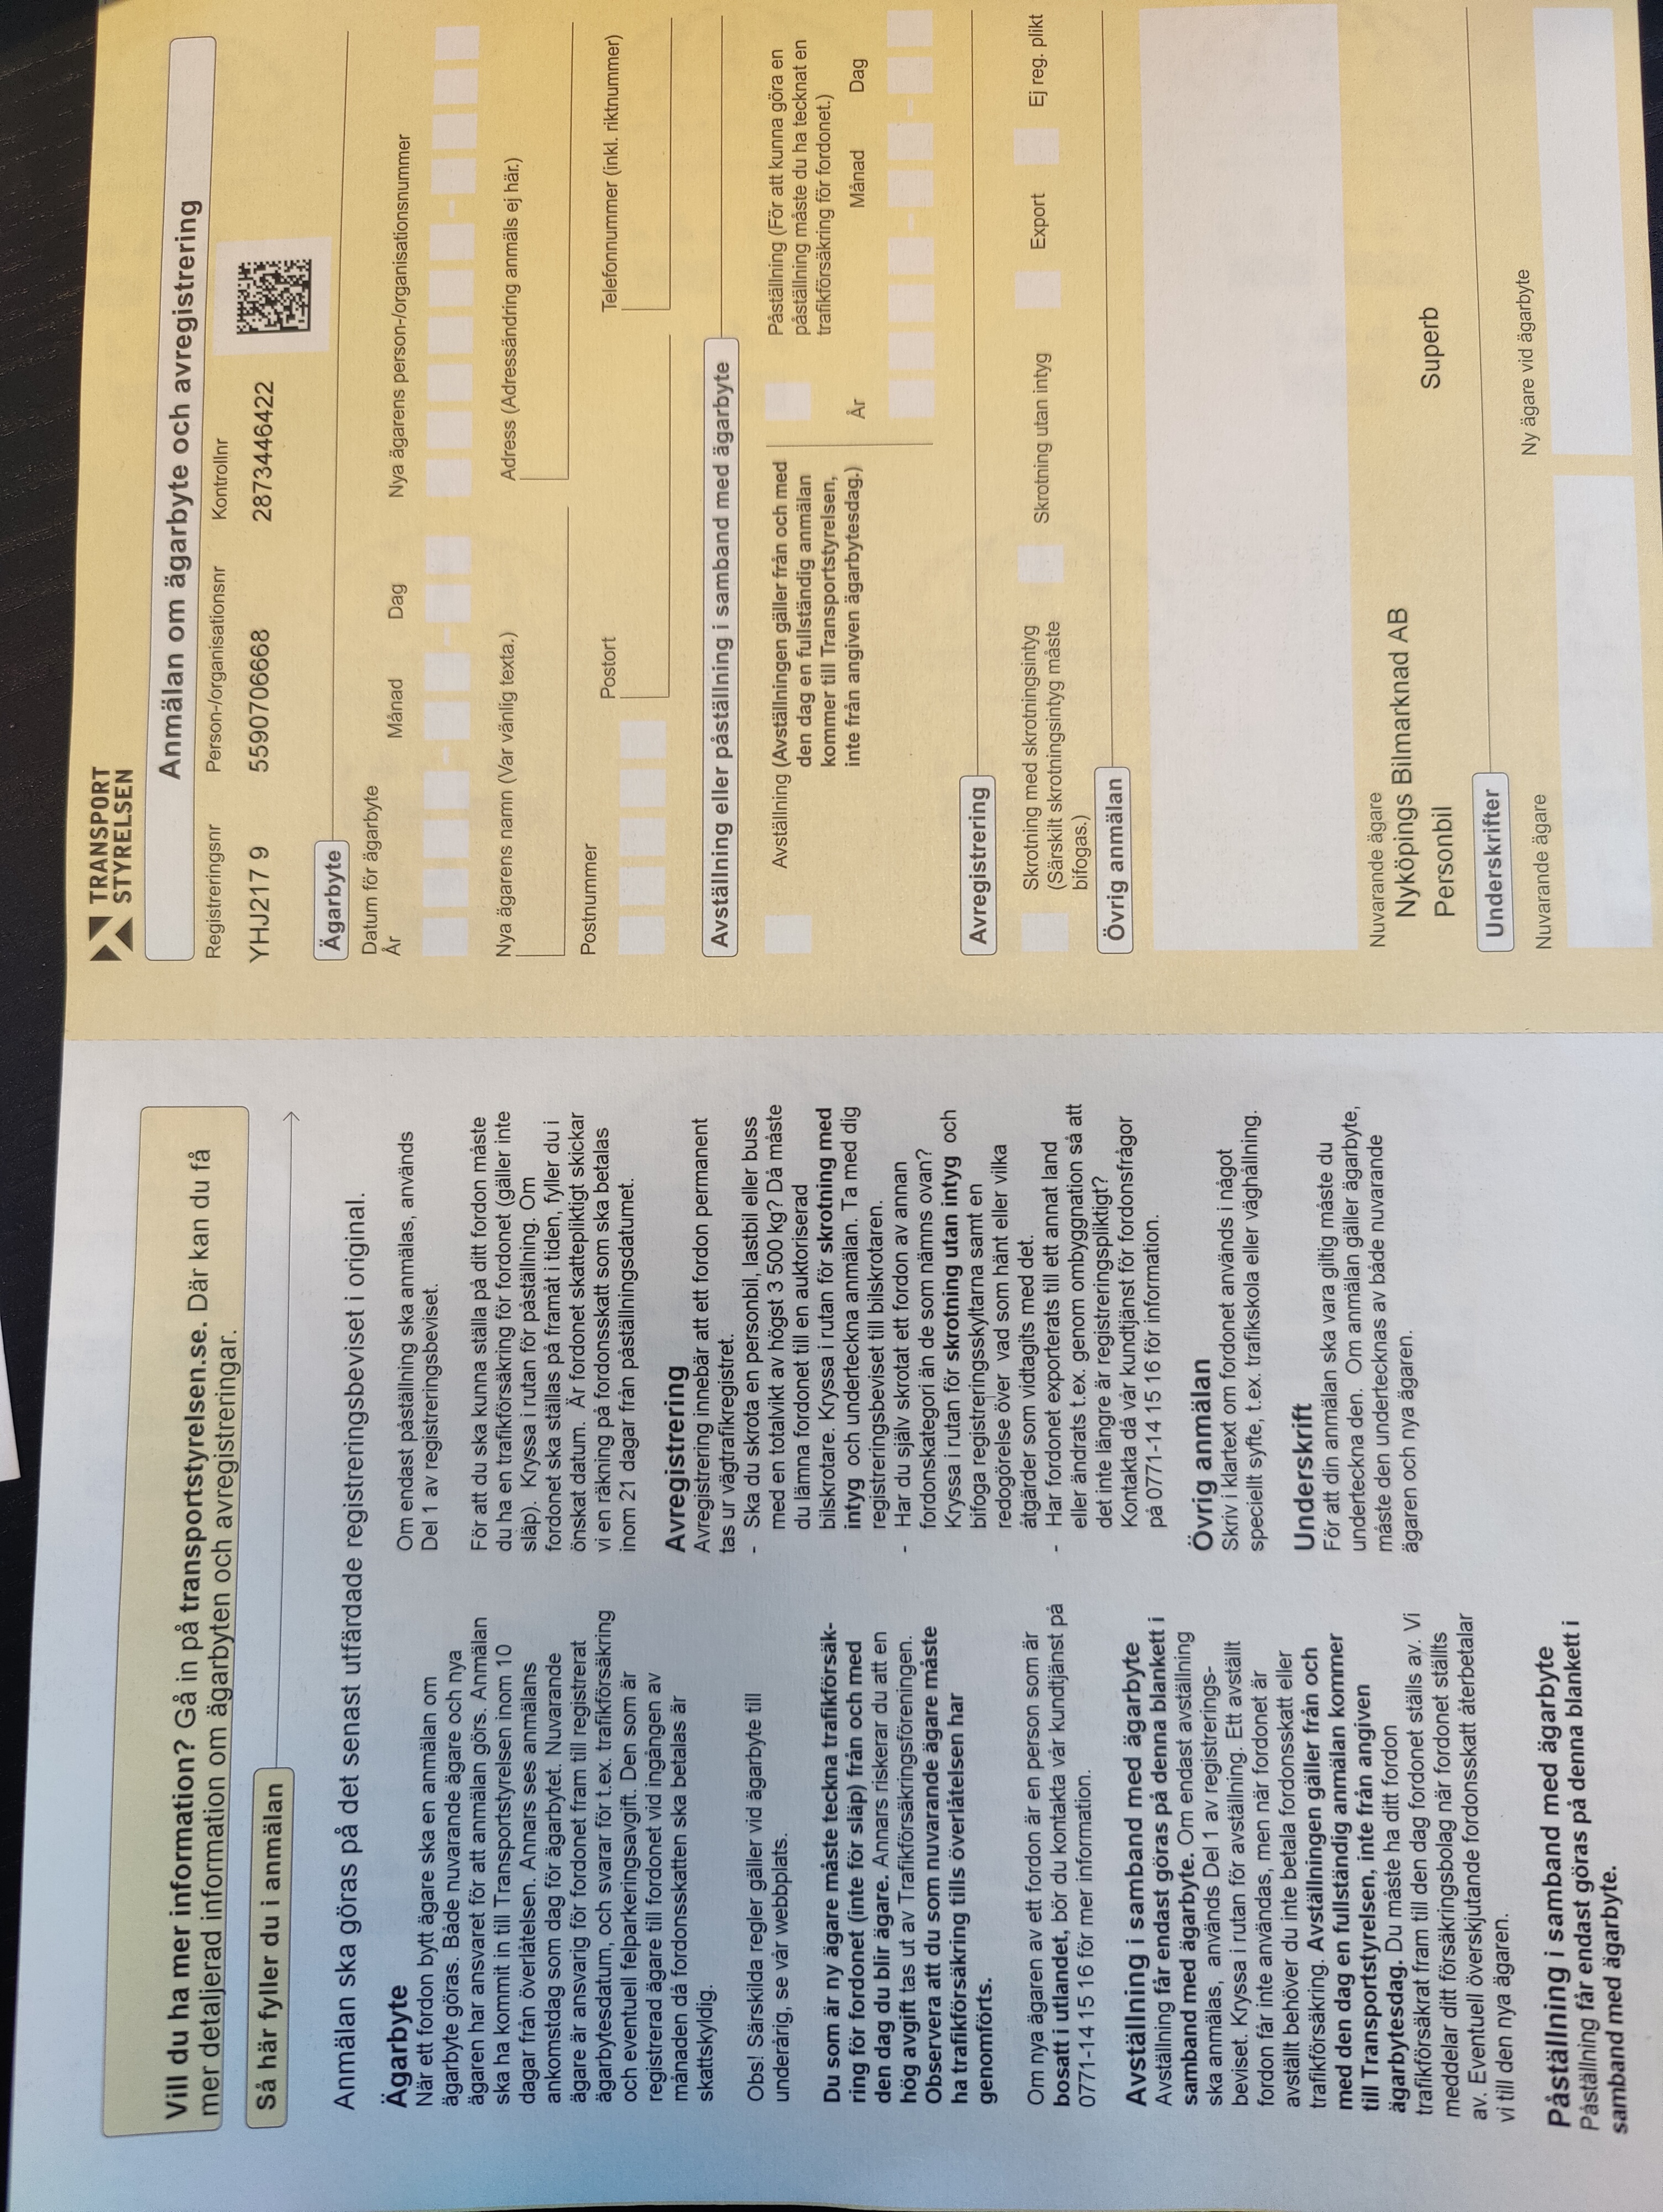 Vill du ha mer information? Gå in på transportstyrelsen.se. Där kan du få
mer detaljerad information om ägarbyten och avregistreringar.
Så här fyller du i anmälan
Anmälan ska göras på det senast utfärdade registreringsbeviset i original.
Ägarbyte
När ett fordon bytt ägare ska en anmälan om
ägarbyte göras. Både nuvarande ägare och nya
ägaren har ansvaret för att anmälan görs. Anmälan
ska ha kommit in till Transportstyrelsen inom 10
dagar från överlåtelsen. Annars ses anmälans
ankomstdag som dag för ägarbytet. Nuvarande
ägare är ansvarig för fordonet fram till registrerat
ägarbytesdatum, och svarar för t.ex. trafikförsäkring
och eventuell felparkeringsavgift. Den som är
registrerad ägare till fordonet vid ingången av
månaden då fordonsskatten ska betalas är
skattskyldig.
Obs! Särskilda regler gäller vid ägarbyte till
underårig, se vår webbplats.
Du som är ny ägare måste teckna trafikförsäk-
ring för fordonet (inte för släp) från och med
den dag du blir ägare. Annars riskerar du att en
hög avgift tas ut av Trafikförsäkringsföreningen.
Observera att du som nuvarande ägare måste
ha trafikförsäkring tills överlåtelsen har
genomförts.
Om nya ägaren av ett fordon är en person som är
bosatt i utlandet, bör du kontakta vår kundtjänst på
0771-14 15 16 för mer information.
Avställning i samband med ägarbyte
Avställning får endast göras på denna blankett i
samband med ägarbyte. Om endast avställning
ska anmälas, används Del 1 av registrerings-
beviset. Kryssa i rutan för avställning. Ett avställt
fordon får inte användas, men när fordonet är
avställt behöver du inte betala fordonsskatt eller
trafikförsäkring. Avställningen gäller från och
med den dag en fullständig anmälan kommer
till Transportstyrelsen, inte från angiven
ägarbytesdag. Du måste ha ditt fordon
trafikförsäkrat fram till den dag fordonet ställs av. Vi
meddelar ditt försäkringsbolag när fordonet ställts
av. Eventuell överskjutande fordonsskatt återbetalar
vi till den nya ägaren.
Påställning i samband med ägarbyte
Påställning får endast göras på denna blankett i
samband med ägarbyte.
Om endast påställning ska anmälas, används
Del 1 av registreringsbeviset.
För att du ska kunna ställa på ditt fordon måste
du ha en trafikförsäkring för fordonet (gäller inte
släp). Kryssa i rutan för påställning. Om
fordonet ska ställas på framåt i tiden, fyller du i
önskat datum. Är fordonet skattepliktigt skickar
vi en räkning på fordonsskatt som ska betalas
inom 21 dagar från påställningsdatumet.
Avregistrering
Avregistrering innebär att ett fordon permanent
tas ur vägtrafikregistret.
- Ska du skrota en personbil, lastbil eller buss
med en totalvikt av högst 3 500 kg? Då måste
du lämna fordonet till en auktoriserad
bilskrotare. Kryssa i rutan för skrotning med
intyg och underteckna anmälan. Ta med dig
registreringsbeviset till bilskrotaren.
- Har du själv skrotat ett fordon av annan
fordonskategori än de som nämns ovan?
Kryssa i rutan för skrotning utan intyg och
bifoga registreringsskyltarna samt en
redogörelse över vad som hänt eller vilka
åtgärder som vidtagits med det.
- Har fordonet exporterats till ett annat land
eller ändrats t.ex. genom ombyggnation så att
det inte längre är registreringspliktigt?
Kontakta då vår kundtjänst för fordonsfrågor
på 0771-14 15 16 för information.
Övrig anmälan
Skriv i klartext om fordonet används i något
speciellt syfte, t.ex. trafikskola eller väghållning.
Underskrift
För att din anmälan ska vara giltig måste du
underteckna den. Om anmälan gäller ägarbyte,
måste den undertecknas av både nuvarande
ägaren och nya ägaren.
TRANSPORT
STYRELSEN
Anmälan om ägarbyte och avregistrering
Registreringsnr Person-/organisationsnr Kontrollnr
YHJ217 9 5590706668 2873446422
Ägarbyte
Datum för ägarbyte
År Månad Dag Nya ägarens person-/organisationsnummer
Nya ägarens namn (Var vänlig texta.) Adress (Adressändring anmäls ej här.)
Postnummer Postort Telefonnummer (inkl. riktnummer)
Avställning eller påställning i samband med ägarbyte
Avställning (Avställningen gäller från och med
den dag en fullständig anmälan
kommer till Transportstyrelsen,
inte från angiven ägarbytesdag.)
Påställning (För att kunna göra en
påställning måste du ha tecknat en
trafikförsäkring för fordonet.)
År Månad Dag
Avregistrering
Skrotning med skrotningsintyg
(Särskilt skrotningsintyg måste
bifogas.)
Skrotning utan intyg Export Ej reg. plikt
Övrig anmälan
Nuvarande ägare
Nyköpings Bilmarknad AB
Personbil Superb
Underskrifter
Nuvarande ägare Ny ägare vid ägarbyte